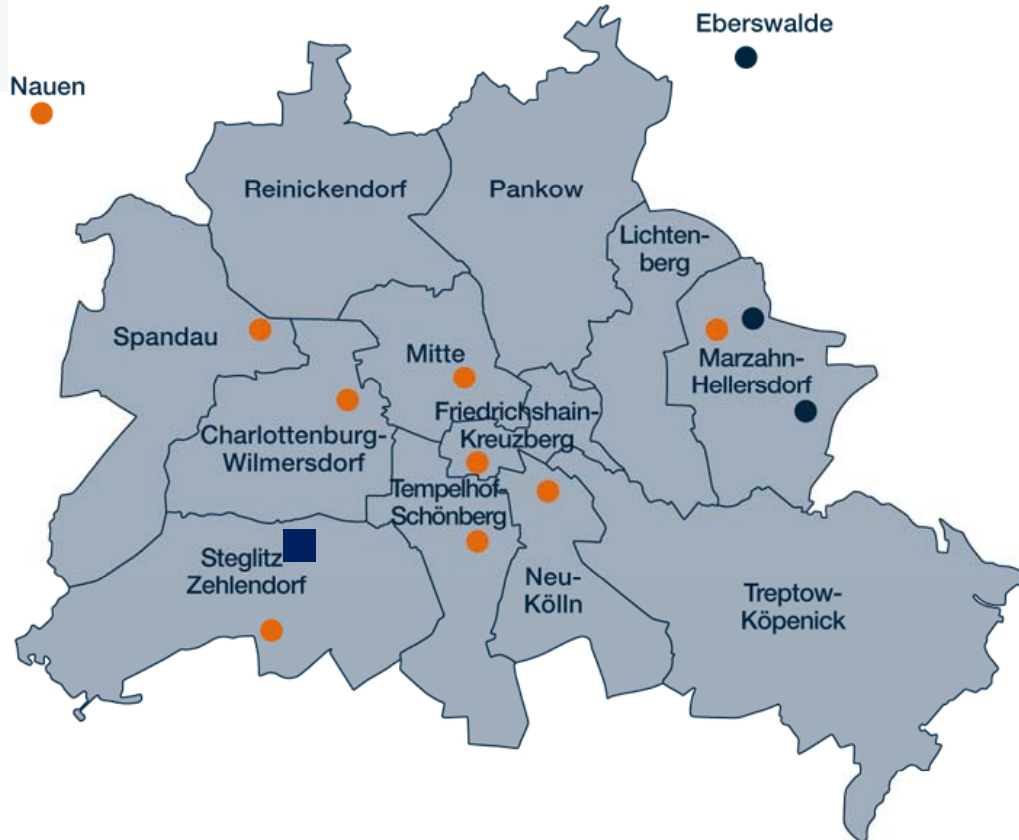 Eberswalde
Nauen
Reinickendorf
Pankow
Lichten-
berg
Spandau
Mitte
Marzahn-
Hellersdorf
Friedrichshain-
Kreuzberg
Charlottenburg-
Wilmersdorf
Tempelhof-
Schönberg
Steglitz
Zehlendorf
Neu-
Kölln
Treptow-
Köpenick